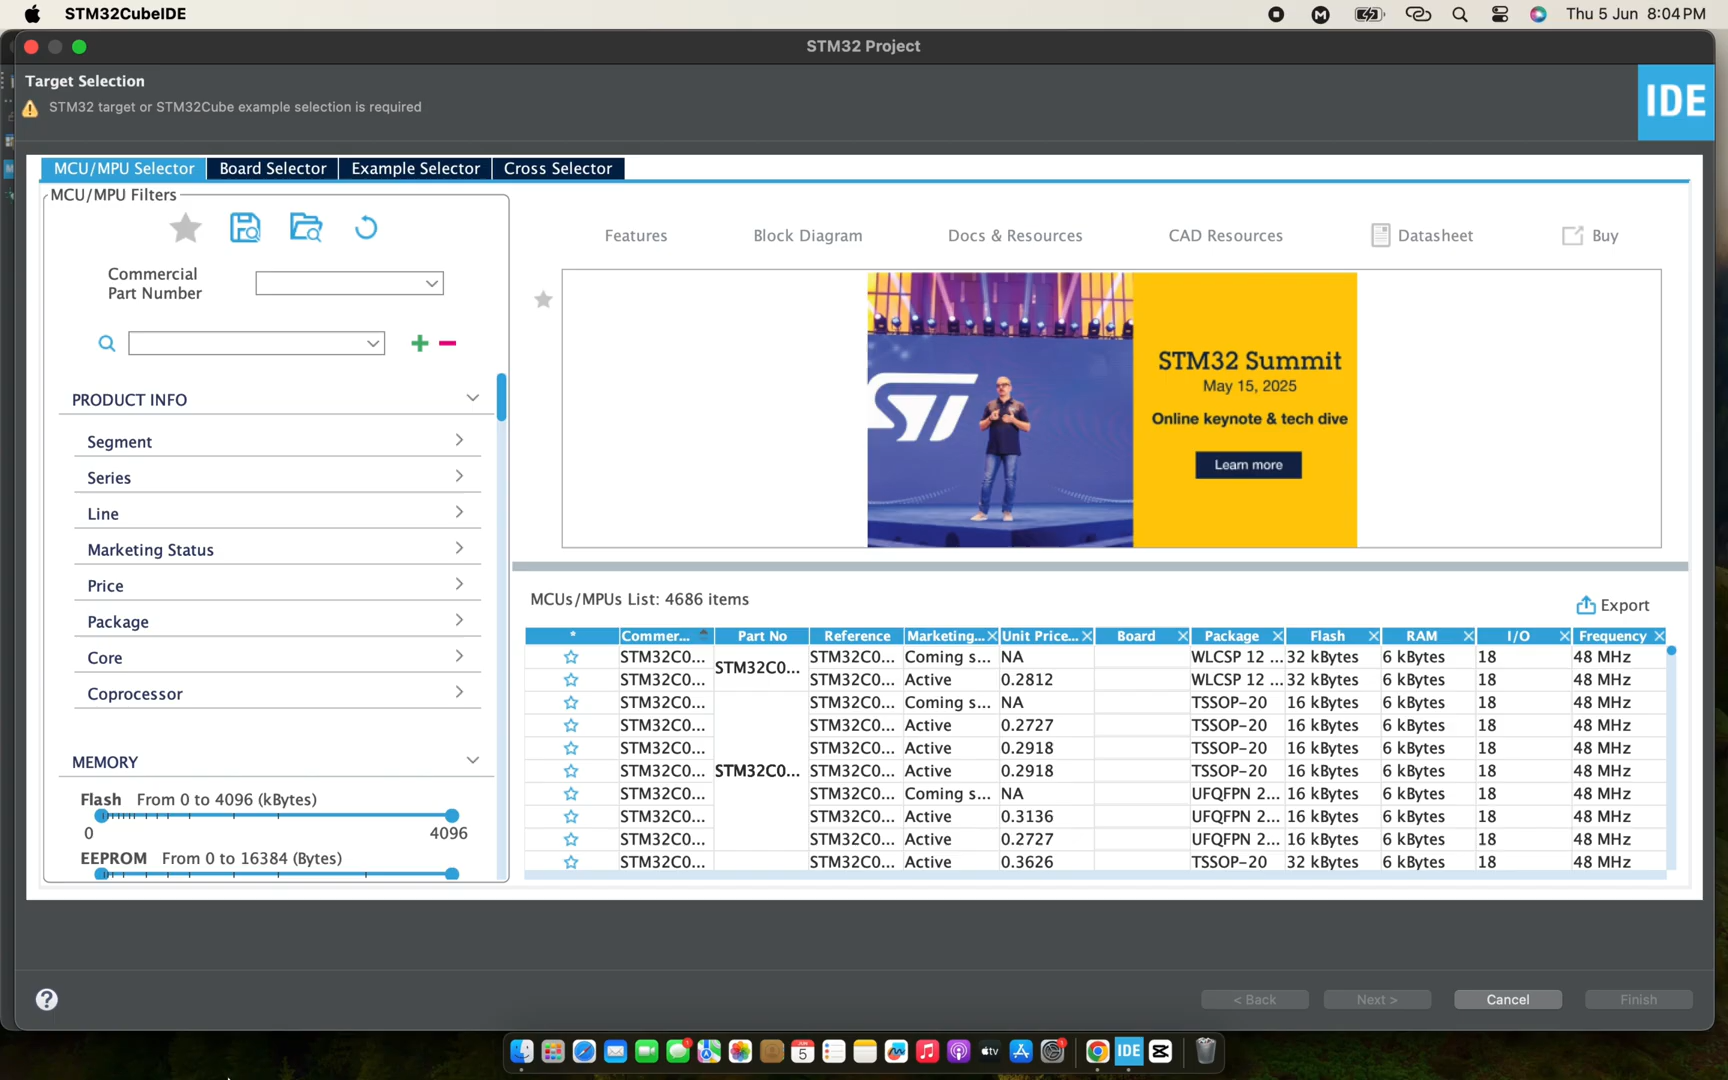 STM32CubeIDE
Thu 5 Jun 8:04 PM
STM32 Project
Target Selection
STM32 target or STM32Cube example selection is required
IDE
MCU/MPU Selector
Board Selector
Example Selector
Cross Selector
MCU/MPU Filters
Commercial
Part Number
PRODUCT INFO
Segment
Series
Line
Marketing Status
Price
Package
Core
Coprocessor
MEMORY
Flash From 0 to 4096 (kBytes)
0 4096
EEPROM From 0 to 16384 (Bytes)
Features
Block Diagram
Docs & Resources
CAD Resources
Datasheet
Buy
ST
STM32 Summit
May 15, 2025
Online keynote & tech dive
Learn more
MCUs/MPUs List: 4686 items
Export
* Commer... Part No Reference Marketing... Unit Price... Board Package Flash RAM I/O Frequency
STM32C0... STM32C0... STM32C0... Coming s... NA WLCSP 12 ... 32 kBytes 6 kBytes 18 48 MHz
STM32C0... STM32C0... Active 0.2812 WLCSP 12 ... 32 kBytes 6 kBytes 18 48 MHz
STM32C0... STM32C0... Coming s... NA TSSOP-20 16 kBytes 6 kBytes 18 48 MHz
STM32C0... STM32C0... Active 0.2727 TSSOP-20 16 kBytes 6 kBytes 18 48 MHz
STM32C0... STM32C0... Active 0.2918 TSSOP-20 16 kBytes 6 kBytes 18 48 MHz
STM32C0... STM32C0... STM32C0... Active 0.2918 TSSOP-20 16 kBytes 6 kBytes 18 48 MHz
STM32C0... STM32C0... Coming s... NA UFQFPN 2... 16 kBytes 6 kBytes 18 48 MHz
STM32C0... STM32C0... Active 0.3136 UFQFPN 2... 16 kBytes 6 kBytes 18 48 MHz
STM32C0... STM32C0... Active 0.2727 UFQFPN 2... 16 kBytes 6 kBytes 18 48 MHz
STM32C0... STM32C0... Active 0.3626 TSSOP-20 32 kBytes 6 kBytes 18 48 MHz
?
< Back
Next >
Cancel
Finish
JUN
5
tv
IDE